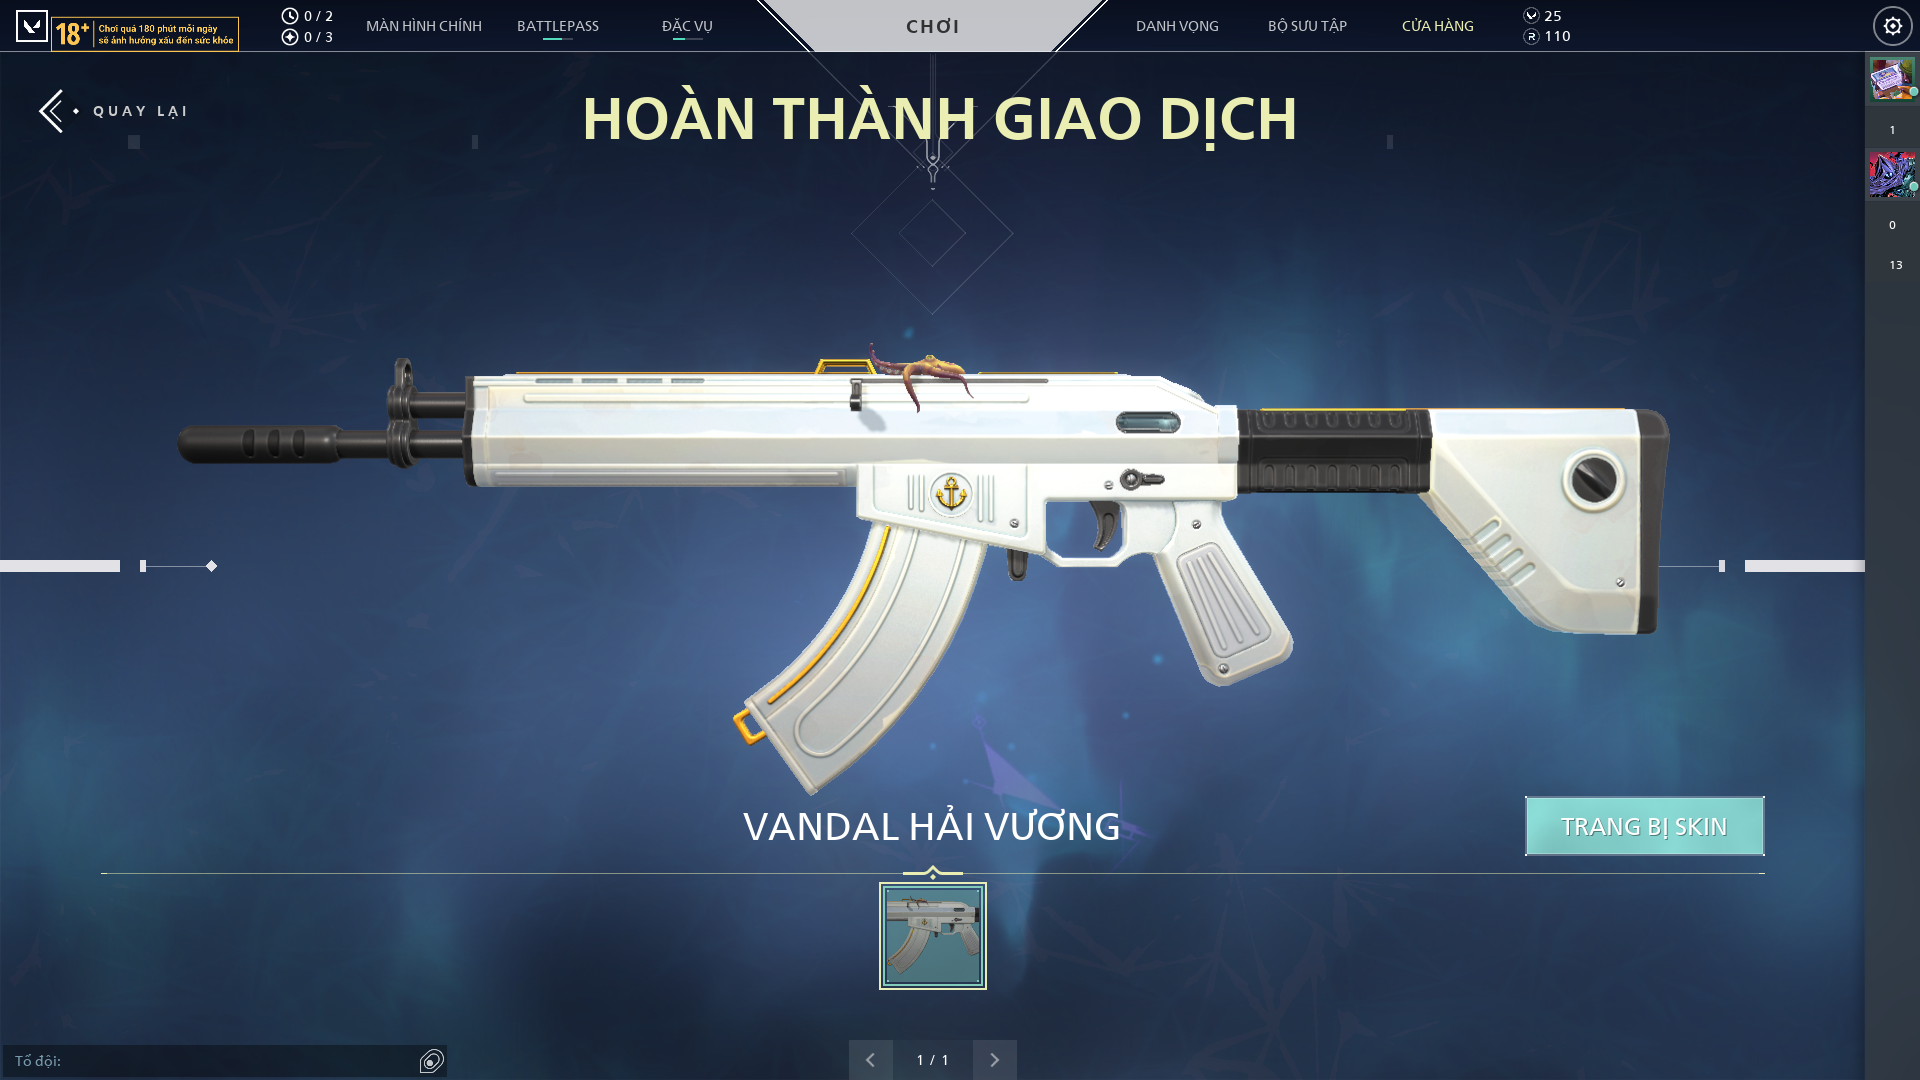 18+
Chơi quá 180 phút mỗi ngày
sẽ ảnh hưởng xấu đến sức khỏe
0 / 2
0 / 3
MÀN HÌNH CHÍNH
BATTLEPASS
ĐẶC VỤ
CHƠI
DANH VỌNG
BỘ SƯU TẬP
CỬA HÀNG
25
110
QUAY LẠI
HOÀN THÀNH GIAO DỊCH
1
0
13
VANDAL HẢI VƯƠNG
TRANG BỊ SKIN
Tổ đội:
1 / 1